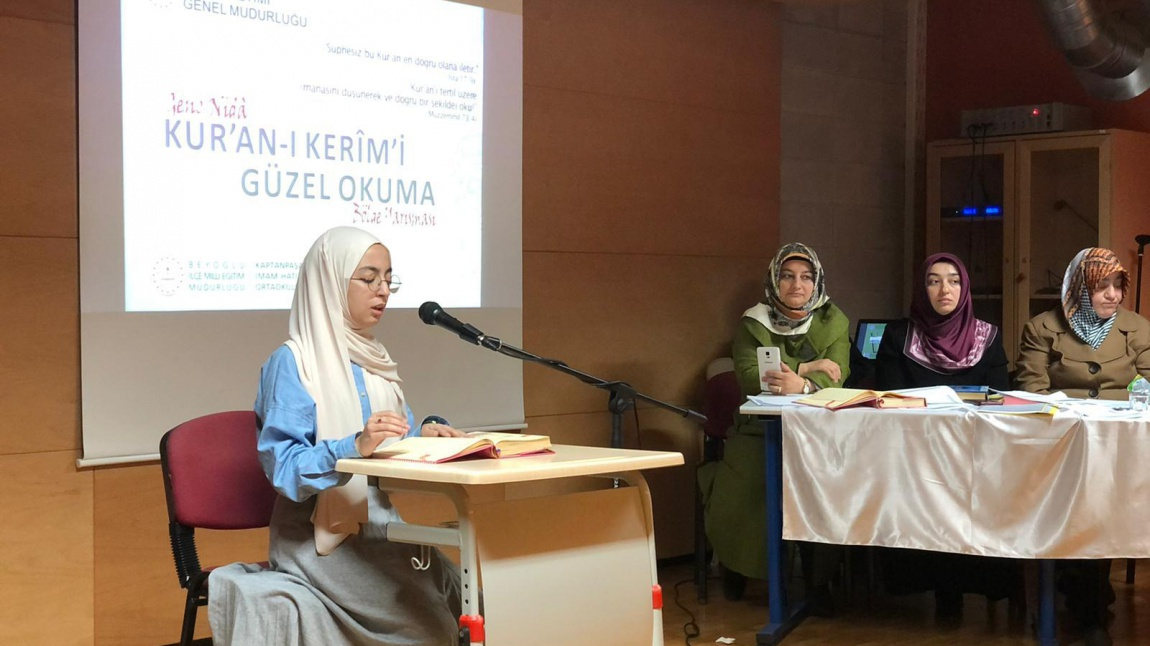 GENEL MÜDÜRLÜĞÜ
Şüphesiz bu Kur'an en doğru olana iletir."
Kur'an'ı tertil üzere
manasını düşünerek ve doğru bir şekilde oku!"
Genç Nidâ
KUR'AN-I KERÎM'İ
GÜZEL OKUMA
Bölge Yarışması
BEYOĞLU
İLÇE MİLLİ EĞİTİM
MÜDÜRLÜĞÜ
KAPTANPAŞA
İMAM HATİ
ORTAOKULU